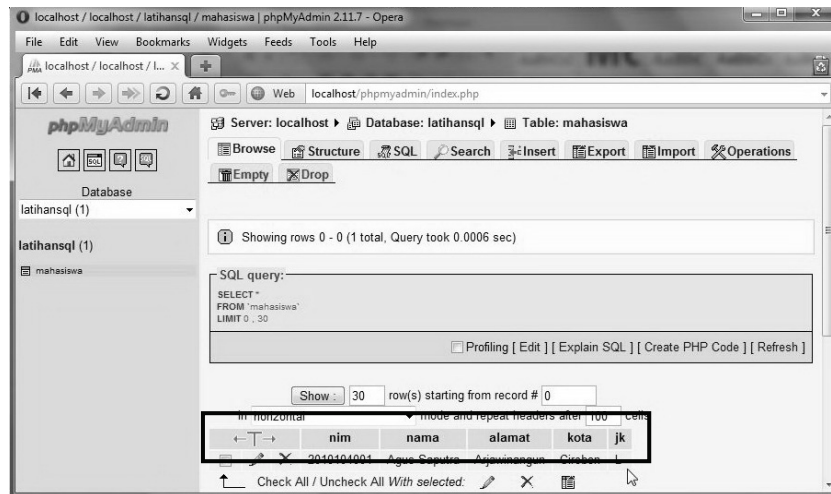 localhost / localhost / latihansql / mahasiswa | phpMyAdmin 2.11.7 - Opera
File Edit View Bookmarks Widgets Feeds Tools Help
PMA localhost / localhost / l...
Web localhost/phpmyadmin/index.php
phpMyAdmin
Server: localhost Database: latihansql Table: mahasiswa
Browse Structure SQL Search Insert Export Import Operations
Empty Drop
SQL
Database
latihansql (1)
latihansql (1)
mahasiswa
Showing rows 0 - 0 (1 total, Query took 0.0006 sec)
SQL query:
SELECT *
FROM 'mahasiswa'
LIMIT 0 , 30
Profiling [ Edit ] [ Explain SQL ] [ Create PHP Code ] [ Refresh ]
Show : 30 row(s) starting from record # 0
in horizontal mode and repeat headers after 100 cells
←T→ nim nama alamat kota jk
2010104001 Agus Saputra Arjawinangun Cirebon L
Check All / Uncheck All With selected: